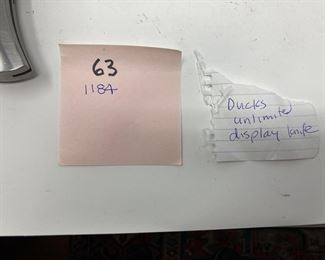 63
1184
Ducks
unlimited
display knife